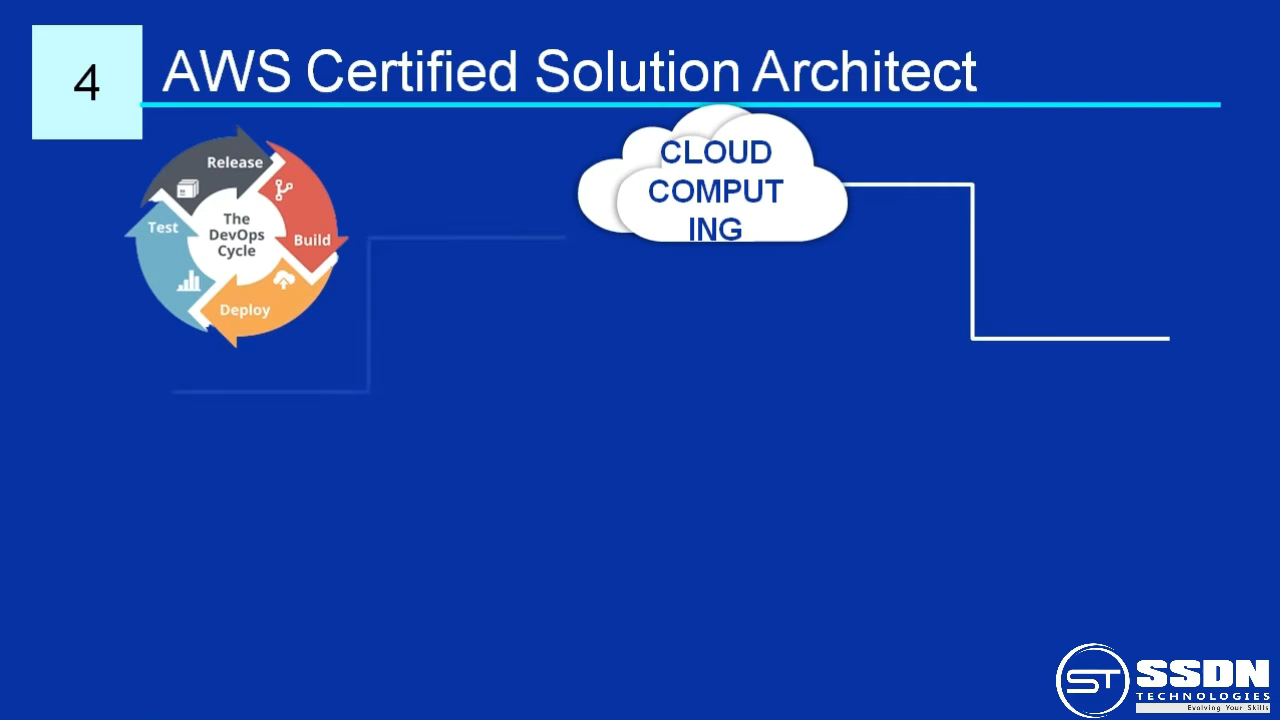 4
AWS Certified Solution Architect
Release
The
DevOps
Cycle
Test
Build
Deploy
CLOUD
COMPUT
ING
ST
SSDN
TECHNOLOGIES
Evolving Your Skills